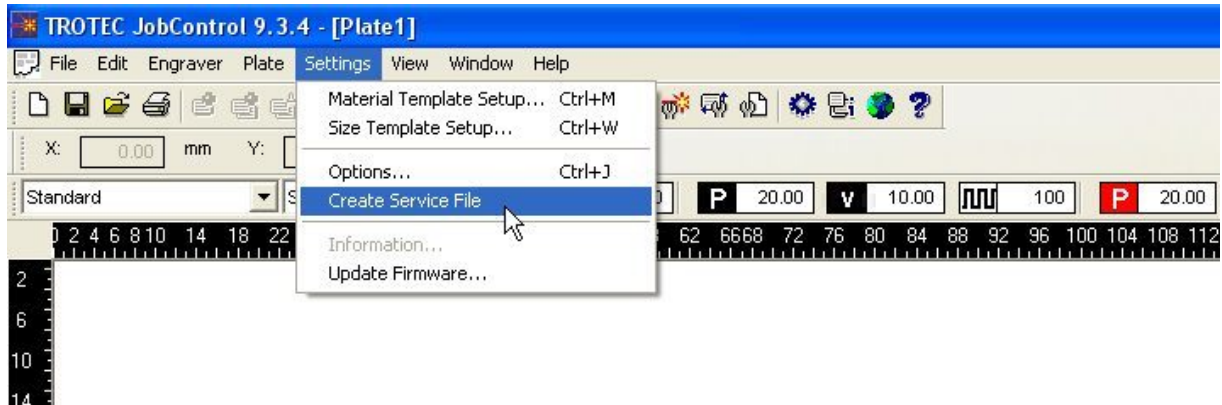 TROTEC JobControl 9.3.4 - [Plate1]
File Edit Engraver Plate Settings View Window Help
Material Template Setup... Ctrl+M
Size Template Setup... Ctrl+W
X: 0.00 mm Y:
Options... Ctrl+J
Standard S Create Service File P 20.00 v 10.00 100 P 20.00
0 2 4 6 8 10 14 18 22 62 66 68 72 76 80 84 88 92 96 100 104 108 112
Information...
Update Firmware...
2
6
10
14